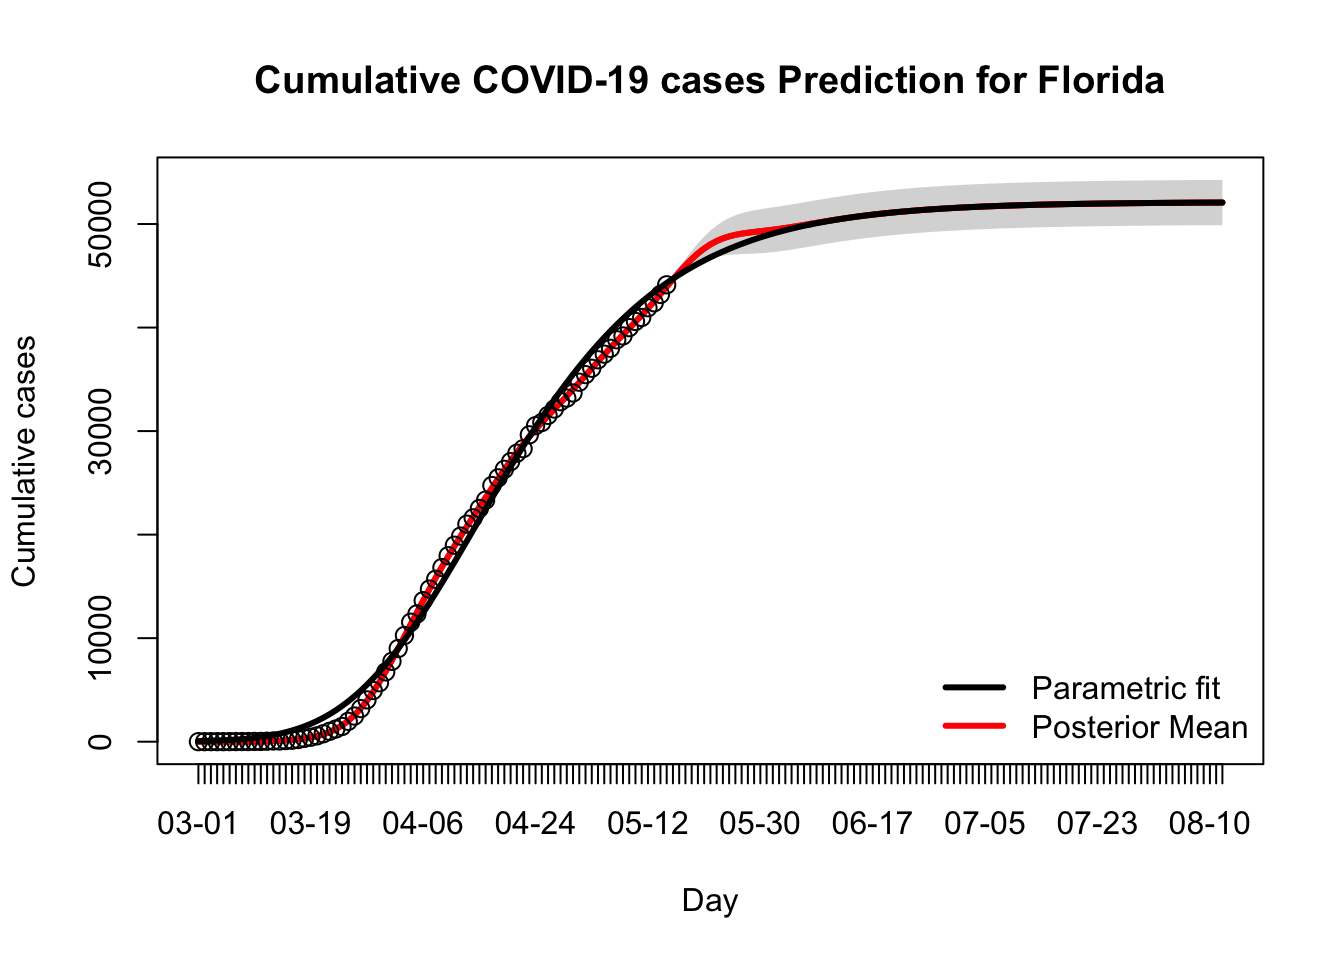 Cumulative COVID-19 cases Prediction for Florida
Cumulative cases
50000
30000
10000
0
Parametric fit
Posterior Mean
03-01 03-19 04-06 04-24 05-12 05-30 06-17 07-05 07-23 08-10
Day